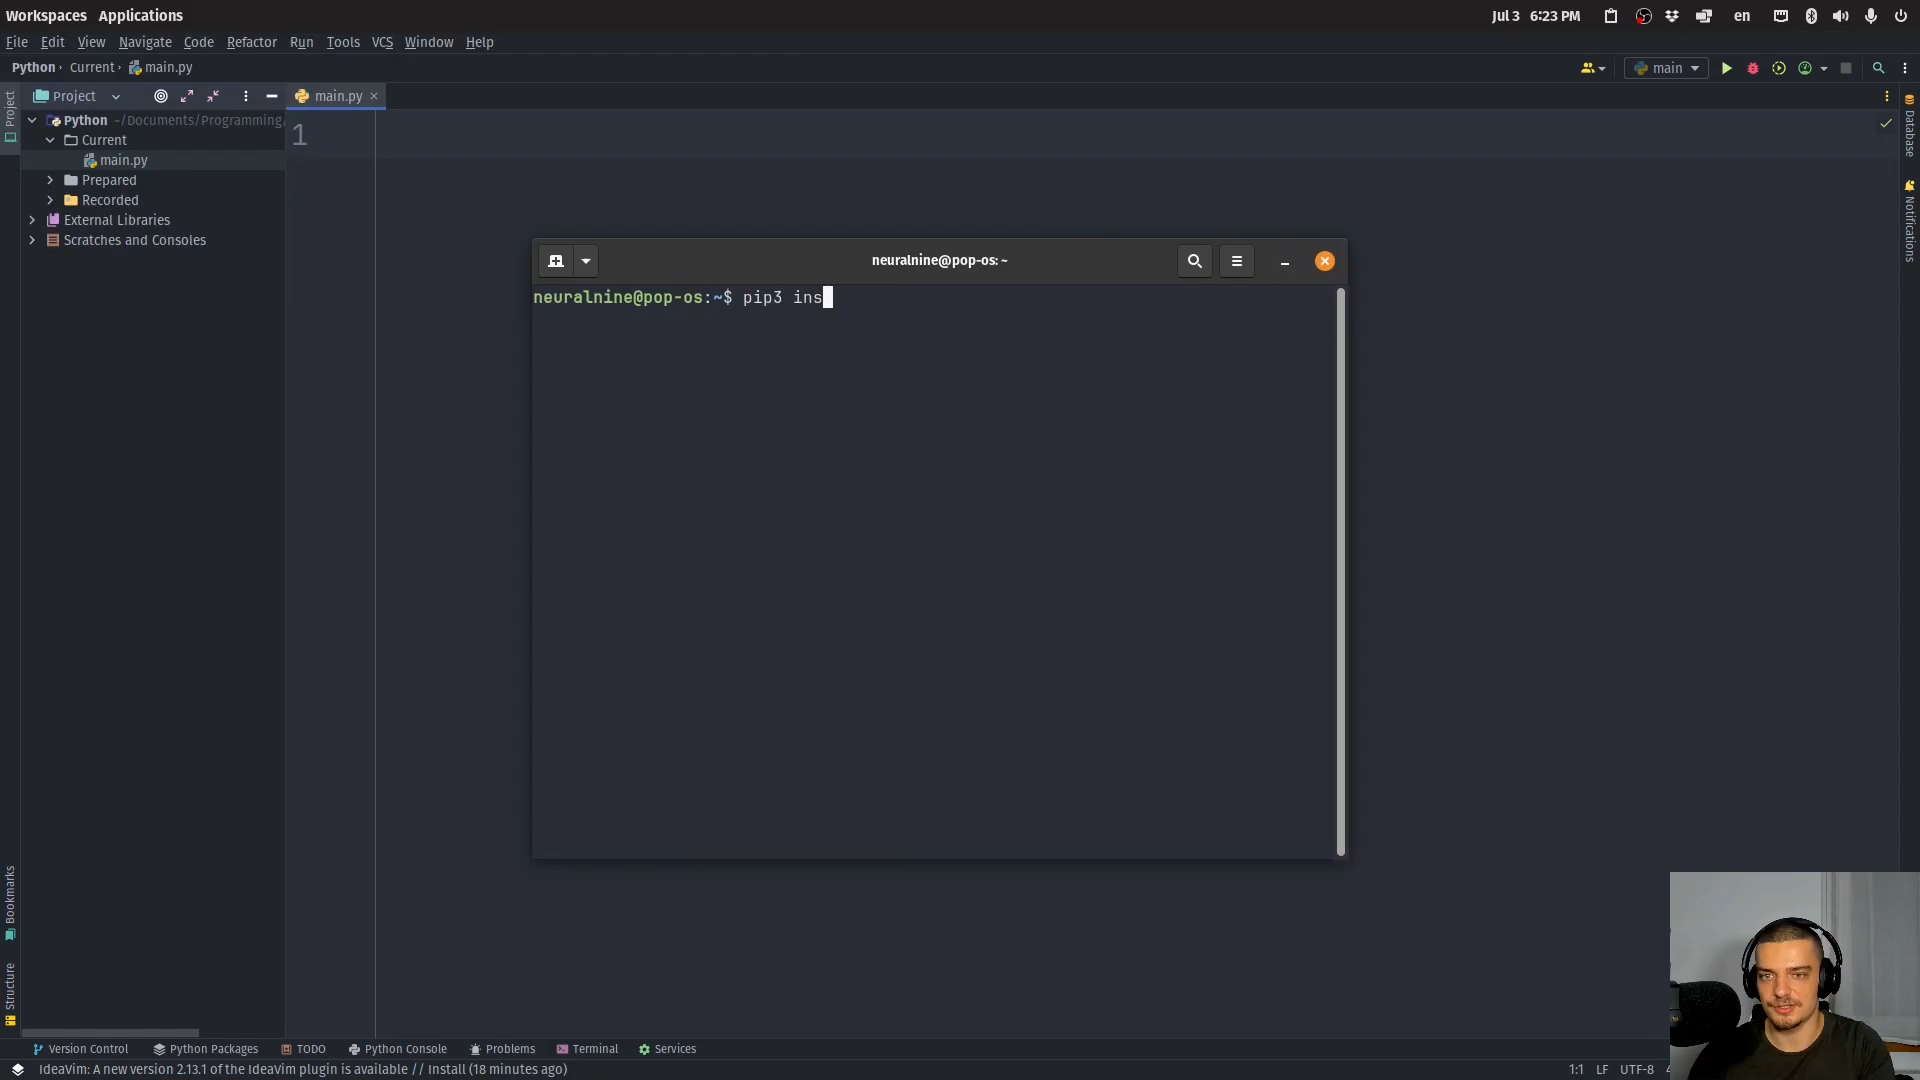 Workspaces Applications
Jul 3 6:23 PM
en
File Edit View Navigate Code Refactor Run Tools VCS Window Help
Python Current main.py
main
Project
main.py
Python ~/Documents/Programming/
Current
main.py
Prepared
Recorded
External Libraries
Scratches and Consoles
Project
Bookmarks
Structure
1
Database
Notifications
neuralnine@pop-os: ~
neuralnine@pop-os:~$ pip3 ins
Version Control Python Packages TODO Python Console Problems Terminal Services
IdeaVim: A new version 2.13.1 of the IdeaVim plugin is available // Install (18 minutes ago)
1:1 LF UTF-8